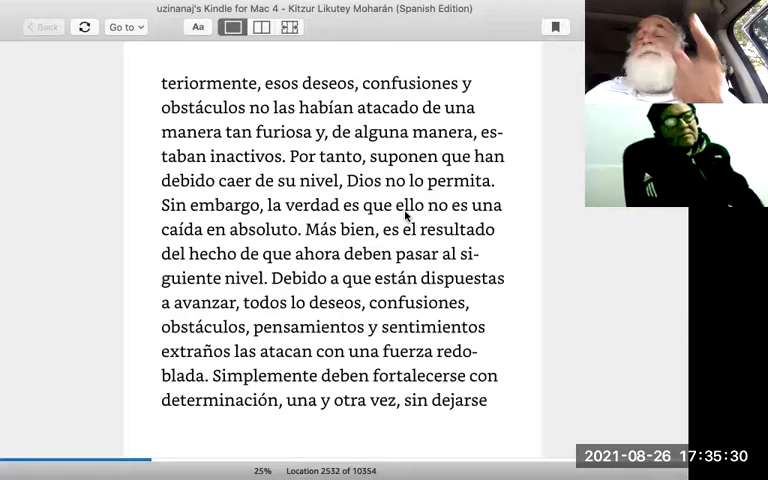 uzinanaj's Kindle for Mac 4 - Kitzur Likutey Moharán (Spanish Edition)
Back
Go to
Aa
teriormente, esos deseos, confusiones y
obstáculos no las habían atacado de una
manera tan furiosa y, de alguna manera, es-
taban inactivos. Por tanto, suponen que han
debido caer de su nivel, Dios no lo permita.
Sin embargo, la verdad es que ello no es una
caída en absoluto. Más bien, es el resultado
del hecho de que ahora deben pasar al si-
guiente nivel. Debido a que están dispuestas
a avanzar, todos lo deseos, confusiones,
obstáculos, pensamientos y sentimientos
extraños las atacan con una fuerza redo-
blada. Simplemente deben fortalecerse con
determinación, una y otra vez, sin dejarse
25% Location 2532 of 10354
2021-08-26 17:35:30